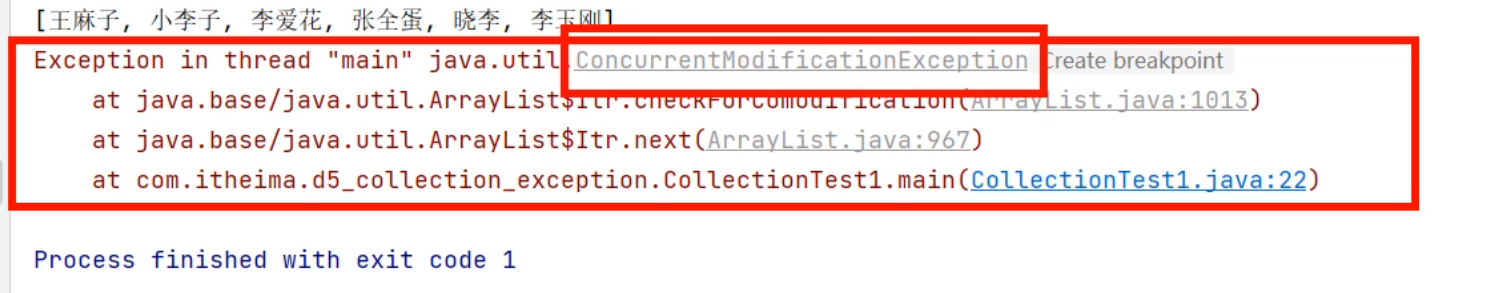 [王麻子, 小李子, 李爱花, 张全蛋, 晓李, 李玉刚]
Exception in thread "main" java.util.ConcurrentModificationException Create breakpoint
at java.base/java.util.ArrayList$Itr.checkForComodification(ArrayList.java:1013)
at java.base/java.util.ArrayList$Itr.next(ArrayList.java:967)
at com.itheima.d5_collection_exception.CollectionTest1.main(CollectionTest1.java:22)
Process finished with exit code 1